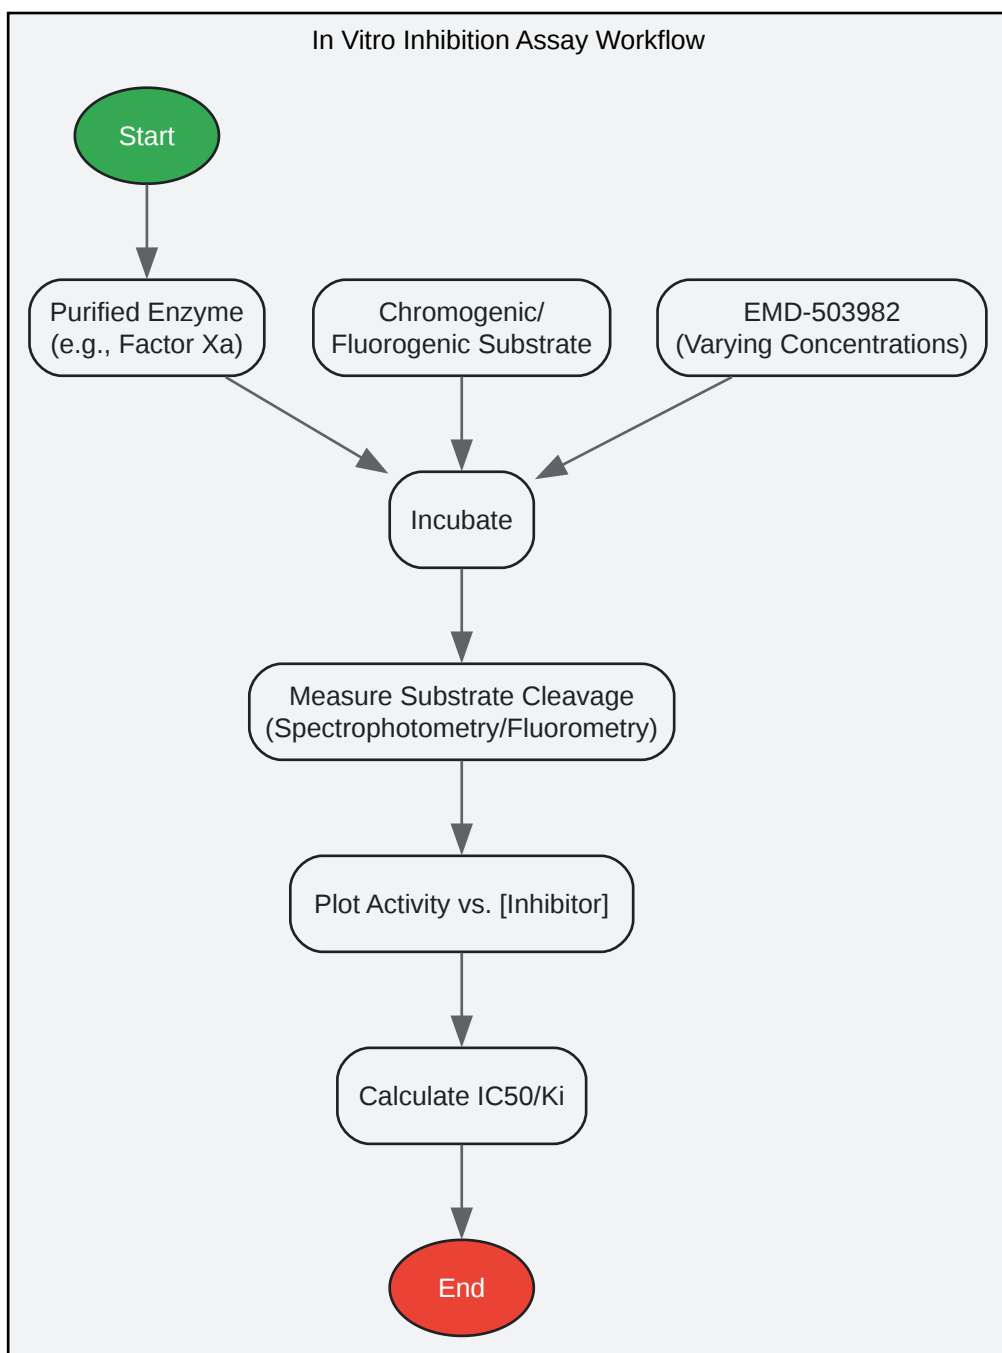 In Vitro Inhibition Assay Workflow
Start
Purified Enzyme
(e.g., Factor Xa)
Chromogenic/
Fluorogenic Substrate
EMD-503982
(Varying Concentrations)
Incubate
Measure Substrate Cleavage
(Spectrophotometry/Fluorometry)
Plot Activity vs. [Inhibitor]
Calculate IC50/Ki
End